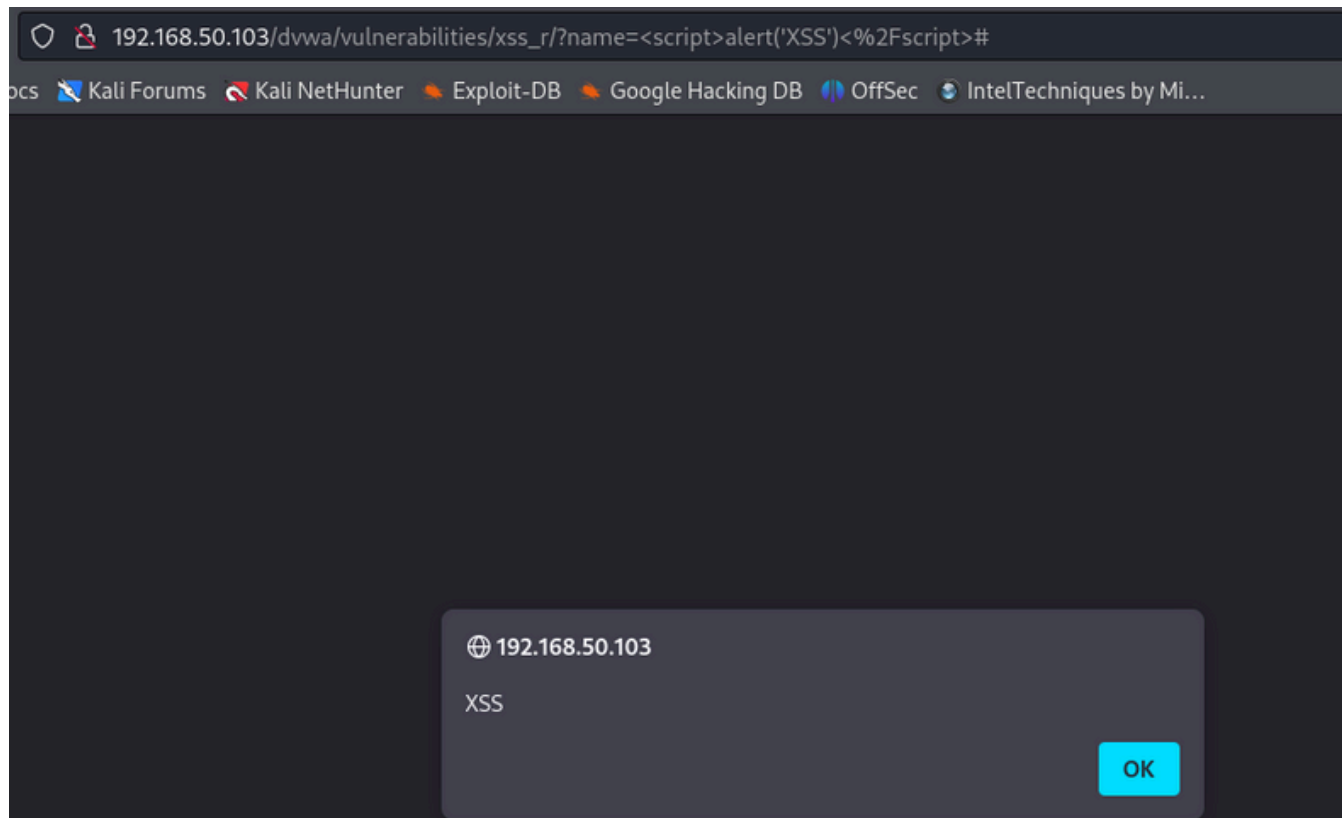 192.168.50.103/dvwa/vulnerabilities/xss_r/?name=<script>alert('XSS')<%2Fscript>#
ocs Kali Forums Kali NetHunter Exploit-DB Google Hacking DB OffSec IntelTechniques by Mi...
192.168.50.103
XSS
OK